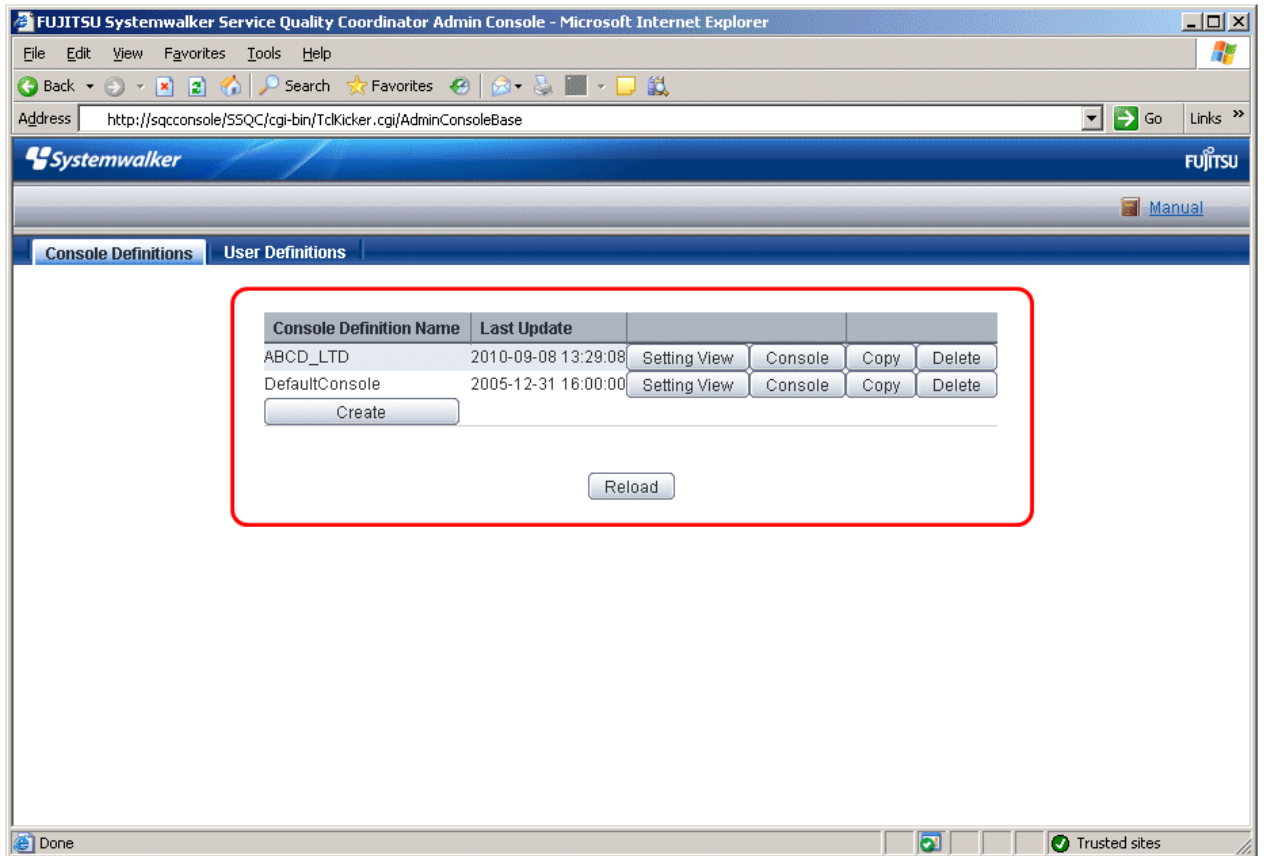 FUJITSU Systemwalker Service Quality Coordinator Admin Console - Microsoft Internet Explorer
File Edit View Favorites Tools Help
Back Search Favorites
Address http://sqcconsole/SSQC/cgi-bin/TclKicker.cgi/AdminConsoleBase Go Links »
Systemwalker FUJITSU
Manual
Console Definitions User Definitions
Console Definition Name Last Update
ABCD_LTD 2010-09-08 13:29:08 Setting View Console Copy Delete
DefaultConsole 2005-12-31 16:00:00 Setting View Console Copy Delete
Create
Reload
Done Trusted sites